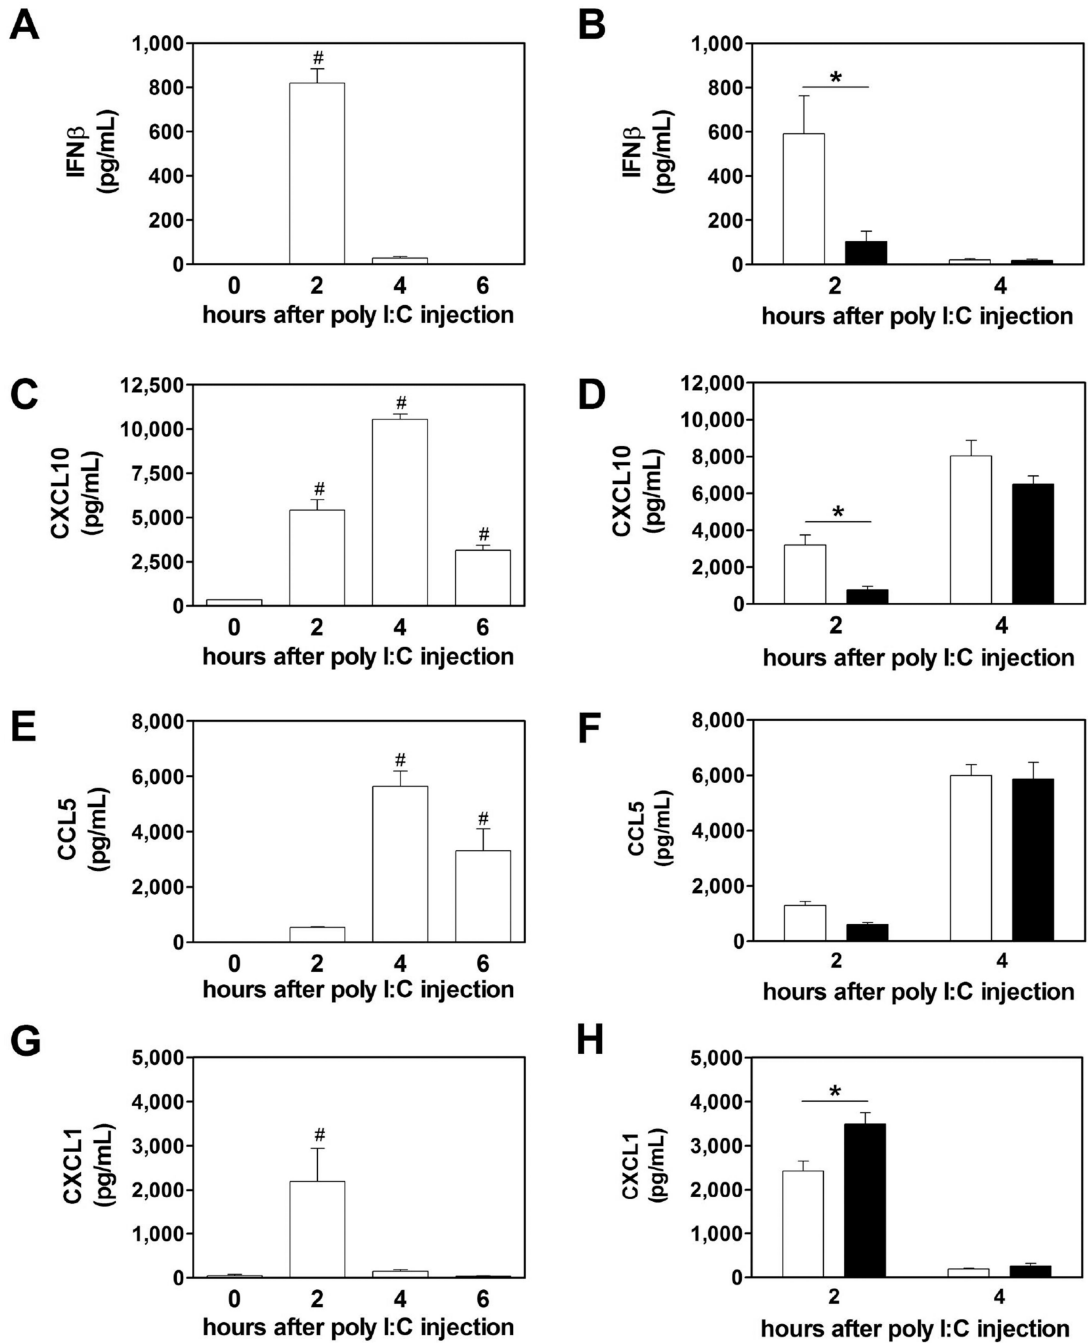 A
IFNβ
(pg/mL)
1,000
800
600
400
200
0
#
0 2 4 6
hours after poly I:C injection
B
IFNβ
(pg/mL)
1,000
800
600
400
200
0
*
2 4
hours after poly I:C injection
C
CXCL10
(pg/mL)
12,500
10,000
7,500
5,000
2,500
0
# # #
0 2 4 6
hours after poly I:C injection
D
CXCL10
(pg/mL)
12,000
10,000
8,000
6,000
4,000
2,000
0
*
2 4
hours after poly I:C injection
E
CCL5
(pg/mL)
8,000
6,000
4,000
2,000
0
# #
0 2 4 6
hours after poly I:C injection
F
CCL5
(pg/mL)
8,000
6,000
4,000
2,000
0
2 4
hours after poly I:C injection
G
CXCL1
(pg/mL)
5,000
4,000
3,000
2,000
1,000
0
#
0 2 4 6
hours after poly I:C injection
H
CXCL1
(pg/mL)
5,000
4,000
3,000
2,000
1,000
0
*
2 4
hours after poly I:C injection